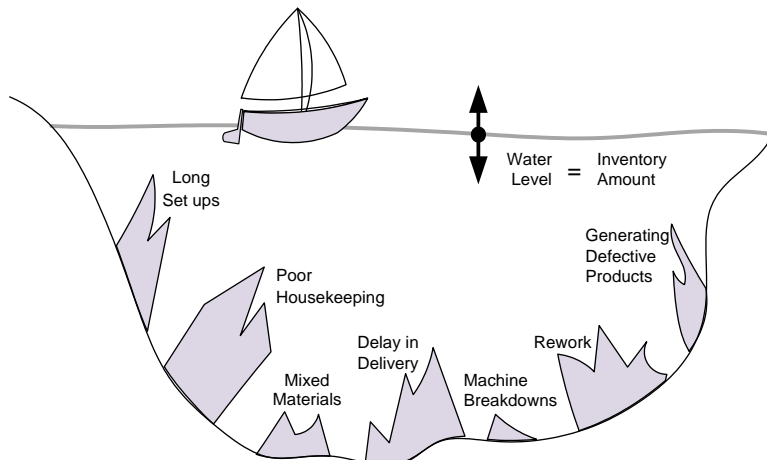 Water
Level
=
Inventory
Amount
Long
Set ups
Generating
Defective
Products
Poor
Housekeeping
Delay in
Delivery
Rework
Mixed
Materials
Machine
Breakdowns